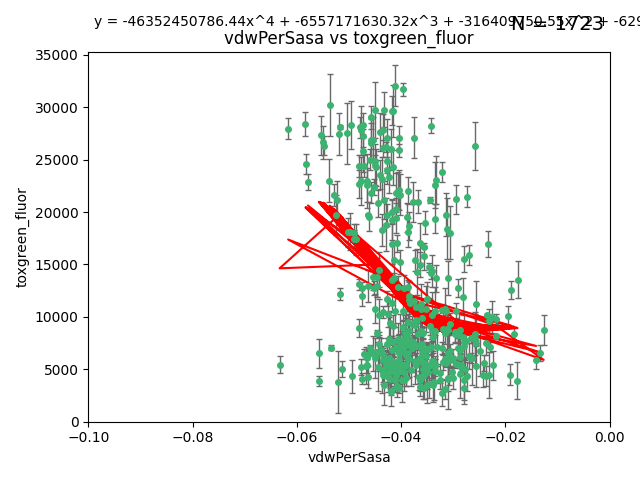 y = -46352450786.44x^4 + -6557171630.32x^3 + + -629
N = 1723
vdwPerSasa vs toxgreen_fluor
35000
30000
25000
20000
15000
10000
5000
0
toxgreen_fluor
−0.10 −0.08 −0.06 −0.04 −0.02 0.00
vdwPerSasa